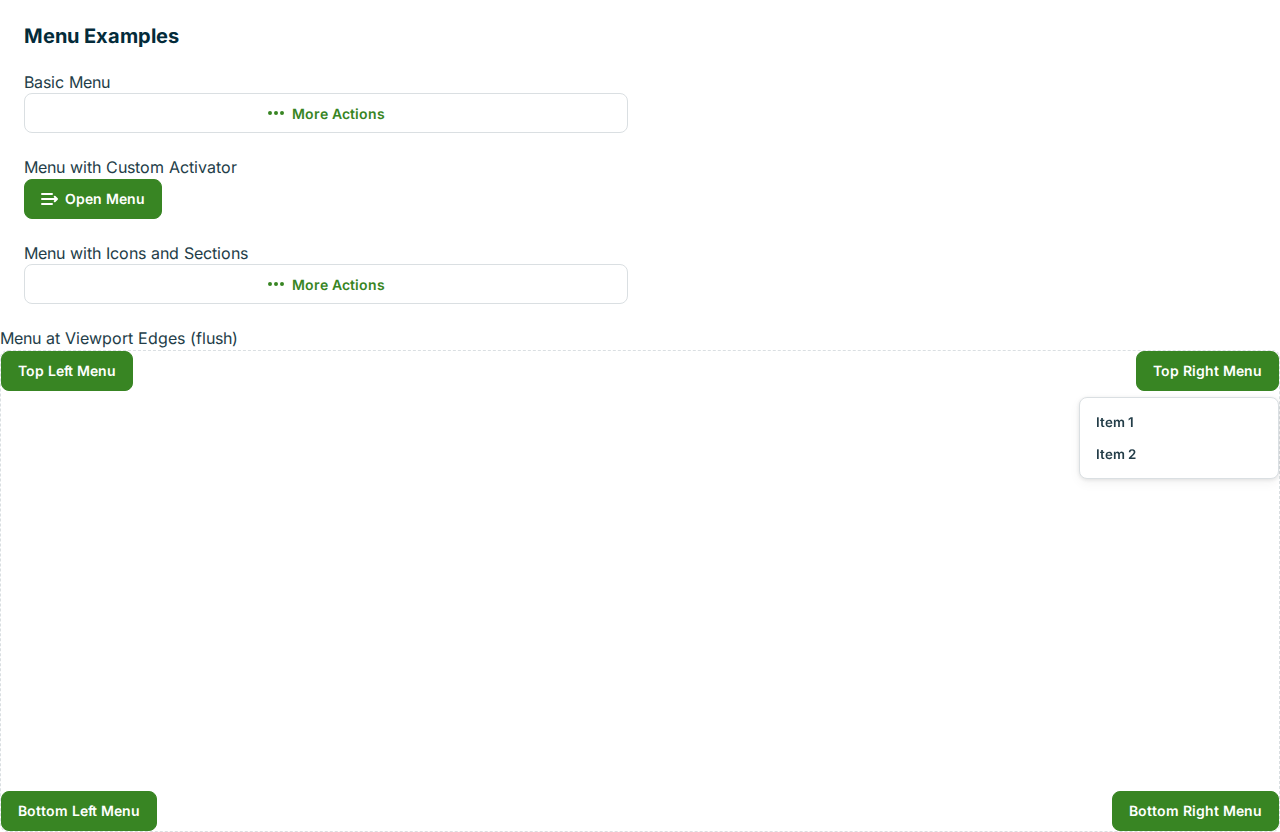 Menu Examples
Basic Menu
More Actions
Menu with Custom Activator
Open Menu
Menu with Icons and Sections
More Actions
Menu at Viewport Edges (flush)
Top Left Menu
Top Right Menu
Item 1
Item 2
Bottom Left Menu
Bottom Right Menu